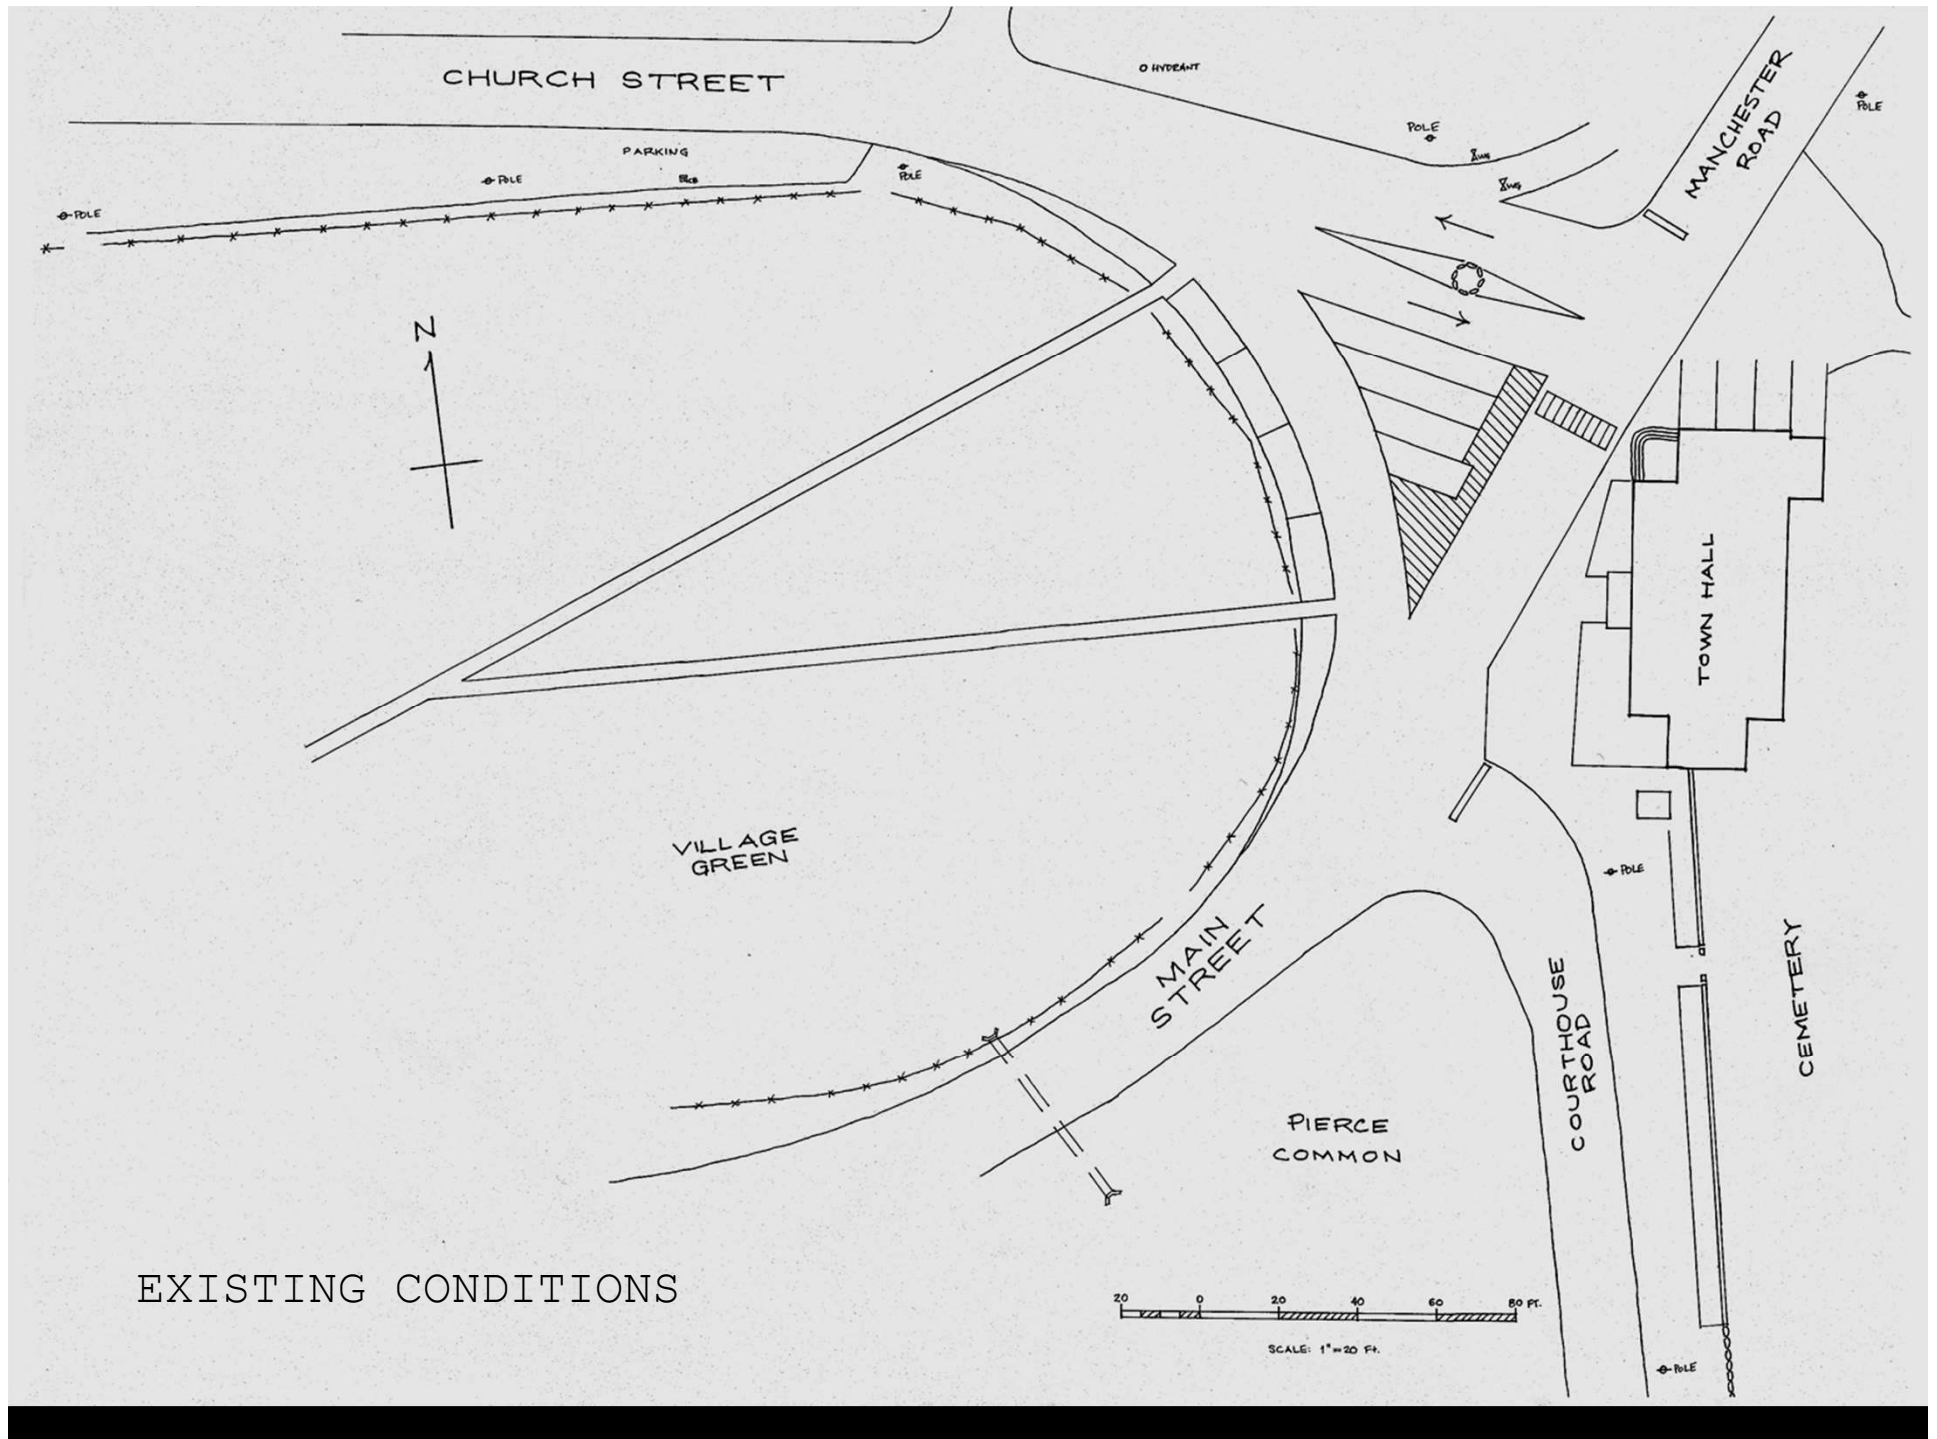 CHURCH STREET
O HYDRANT
MANCHESTER
ROAD
POLE
POLE
PARKING
POLE
POLE
POLE
N
TOWN HALL
VILLAGE
GREEN
POLE
MAIN
STREET
COURTHOUSE
ROAD
CEMETERY
PIERCE
COMMON
EXISTING CONDITIONS
20 0 20 40 60 80 FT.
SCALE: 1"=20 Ft.
POLE